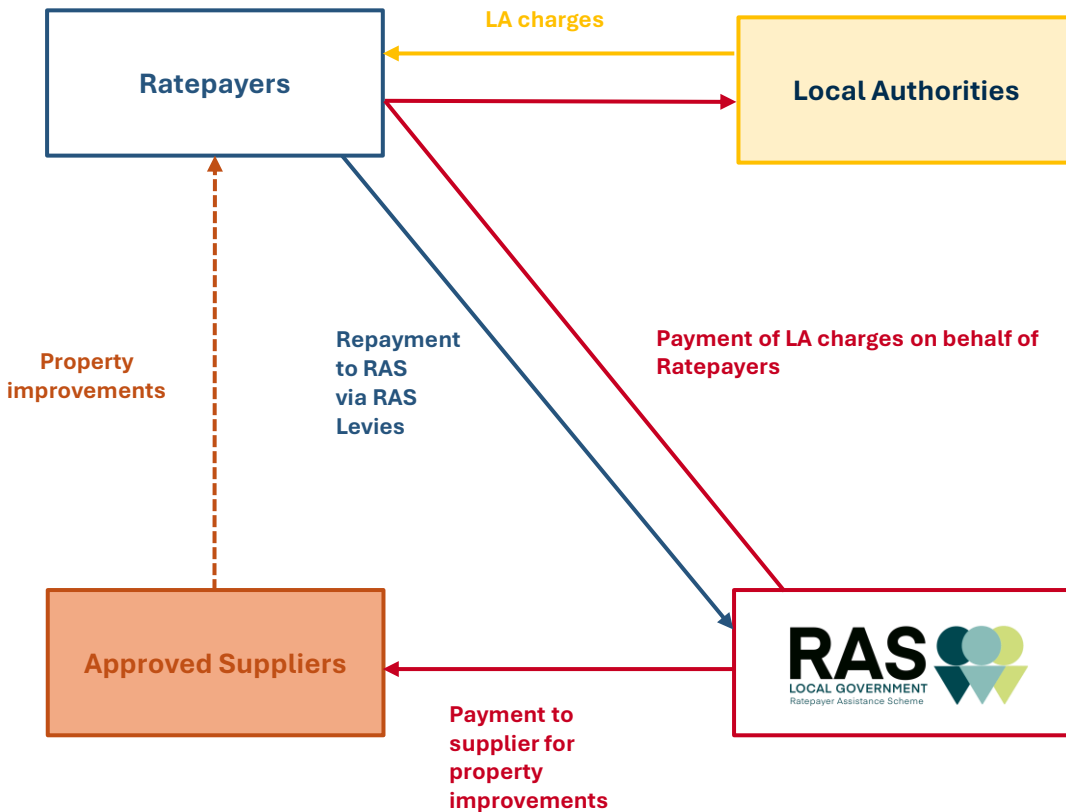 LA charges
Ratepayers
Local Authorities
Property
improvements
Repayment
to RAS
via RAS
Levies
Payment of LA charges on behalf of
Ratepayers
Approved Suppliers
RAS
LOCAL GOVERNMENT
Ratepayer Assistance Scheme
Payment to
supplier for
property
improvements